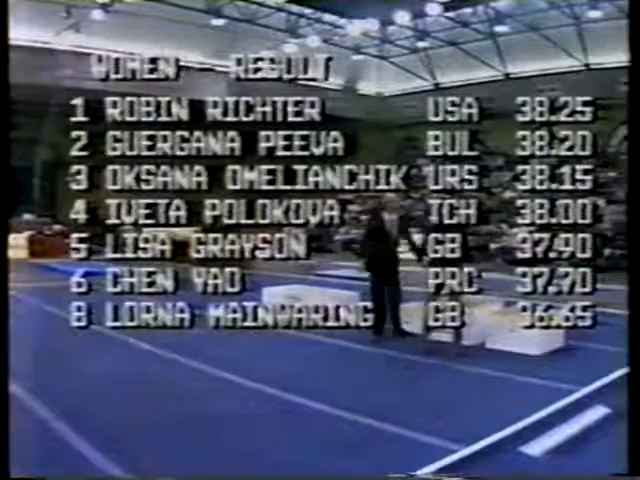 WOMEN - RESULT
1 ROBIN RICHTER USA 38.25
2 GUERGANA PEEVA BUL 38.20
3 OKSANA OMELIANCHIK URS 38.15
4 IVETA POLOKOVA TCH 38.00
5 LISA GRAYSON GB 37.90
6 CHEN YAO PRC 37.70
8 LORNA MAINWARING GB 36.65